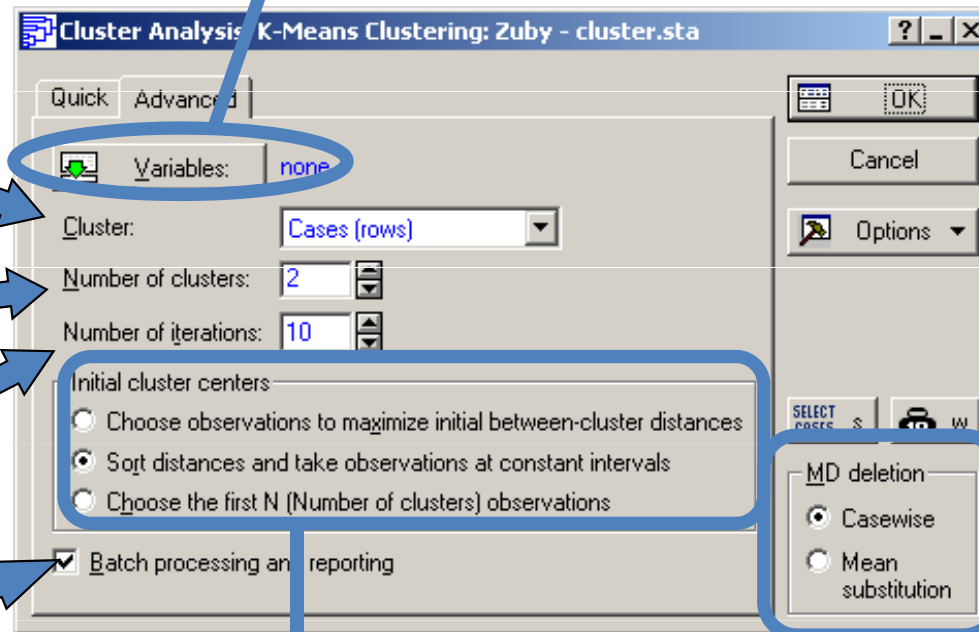 Cluster Analysis: K-Means Clustering: Zuby - cluster.sta
Quick Advanced
OK
Variables: none
Cancel
Cluster: Cases (rows)
Options
Number of clusters: 2
Number of iterations: 10
Initial cluster centers
Choose observations to maximize initial between-cluster distances
SELECT CASES S W
Sort distances and take observations at constant intervals
MD deletion
Choose the first N (Number of clusters) observations
Casewise
Batch processing and reporting
Mean
substitution